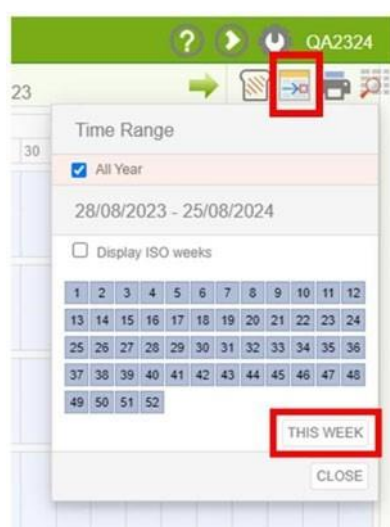 QA2324
23
30
Time Range
All Year
28/08/2023 - 25/08/2024
Display ISO weeks
1 2 3 4 5 6 7 8 9 10 11 12
13 14 15 16 17 18 19 20 21 22 23 24
25 26 27 28 29 30 31 32 33 34 35 36
37 38 39 40 41 42 43 44 45 46 47 48
49 50 51 52
THIS WEEK
CLOSE